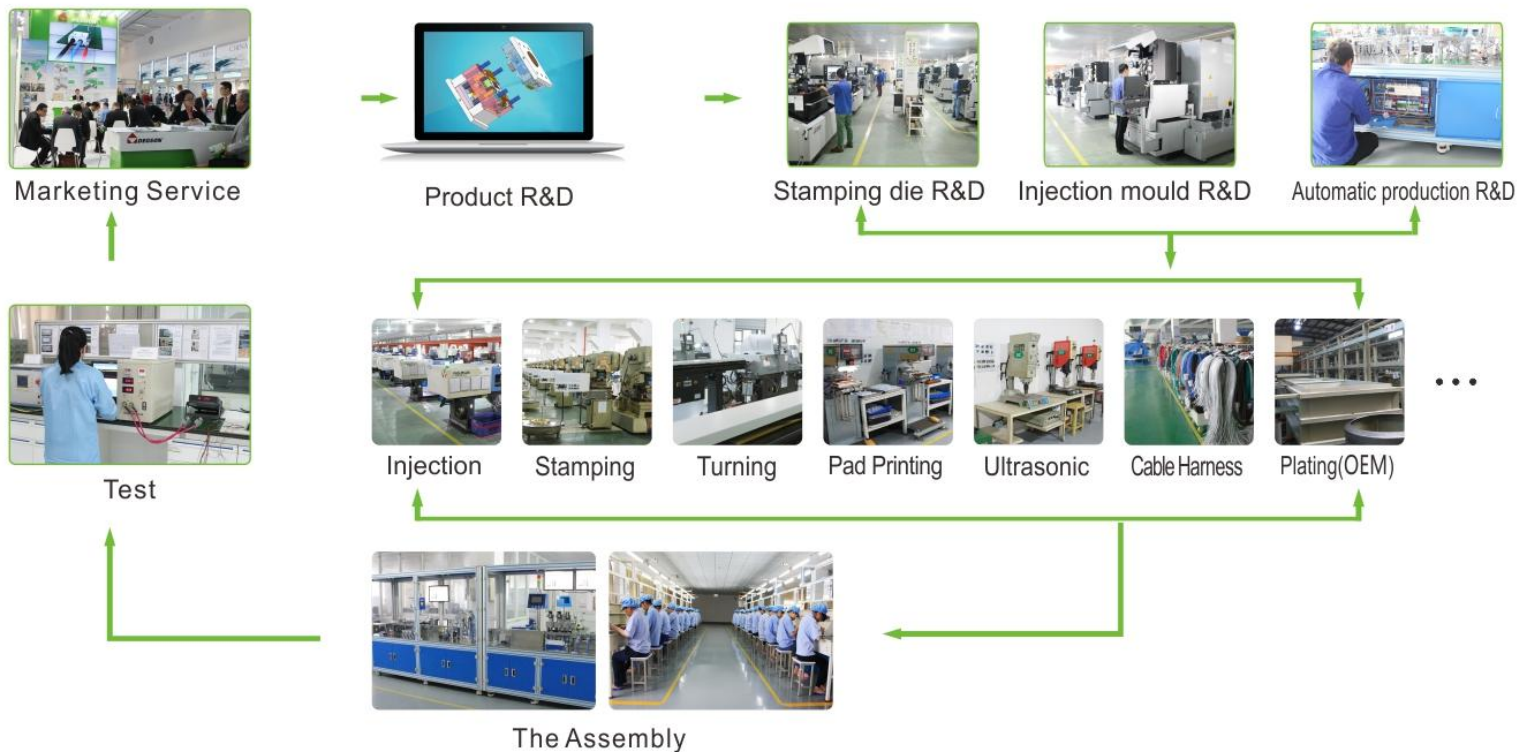 DEGSON
Marketing Service
Product R&D
Stamping die R&D
Injection mould R&D
Automatic production R&D
Injection
Stamping
Turning
Pad Printing
Ultrasonic
Cable Harness
Plating(OEM)
...
Test
The Assembly